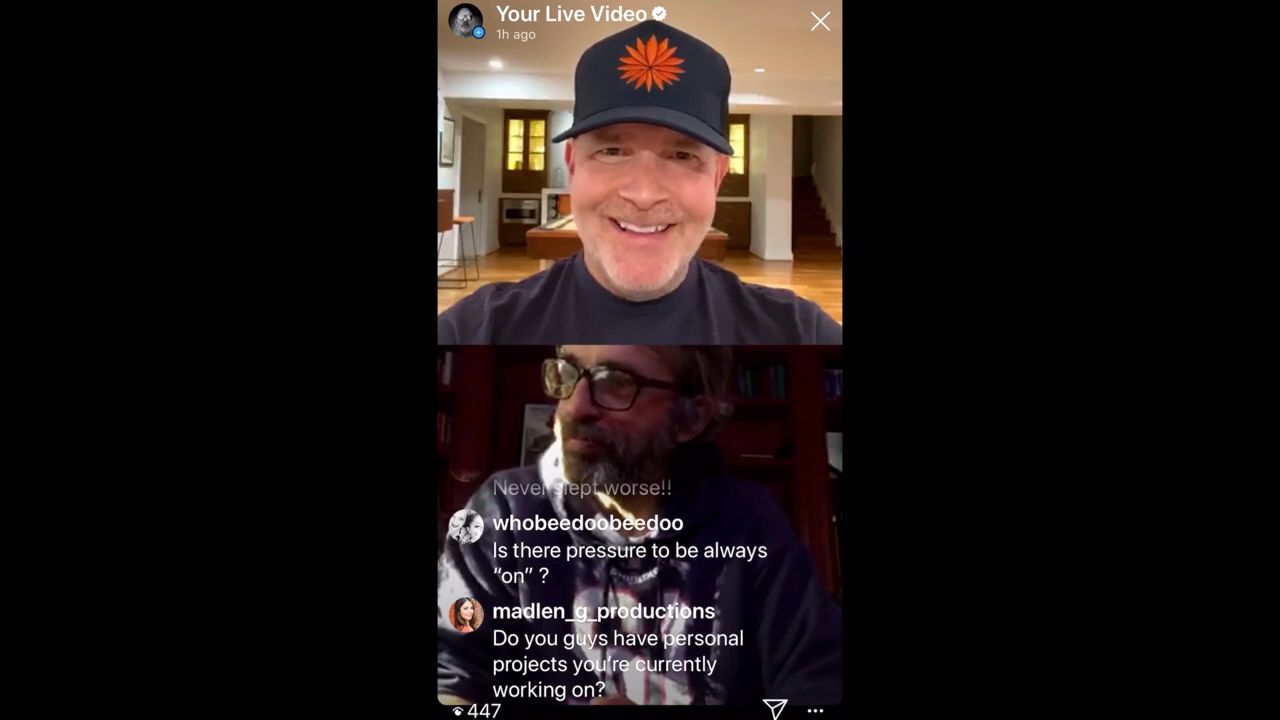 Your Live Video
1h ago
Never slept worse!!
whobeedoobeedoo
Is there pressure to be always
“on” ?
madlen_g_productions
Do you guys have personal
projects you’re currently
working on?
447